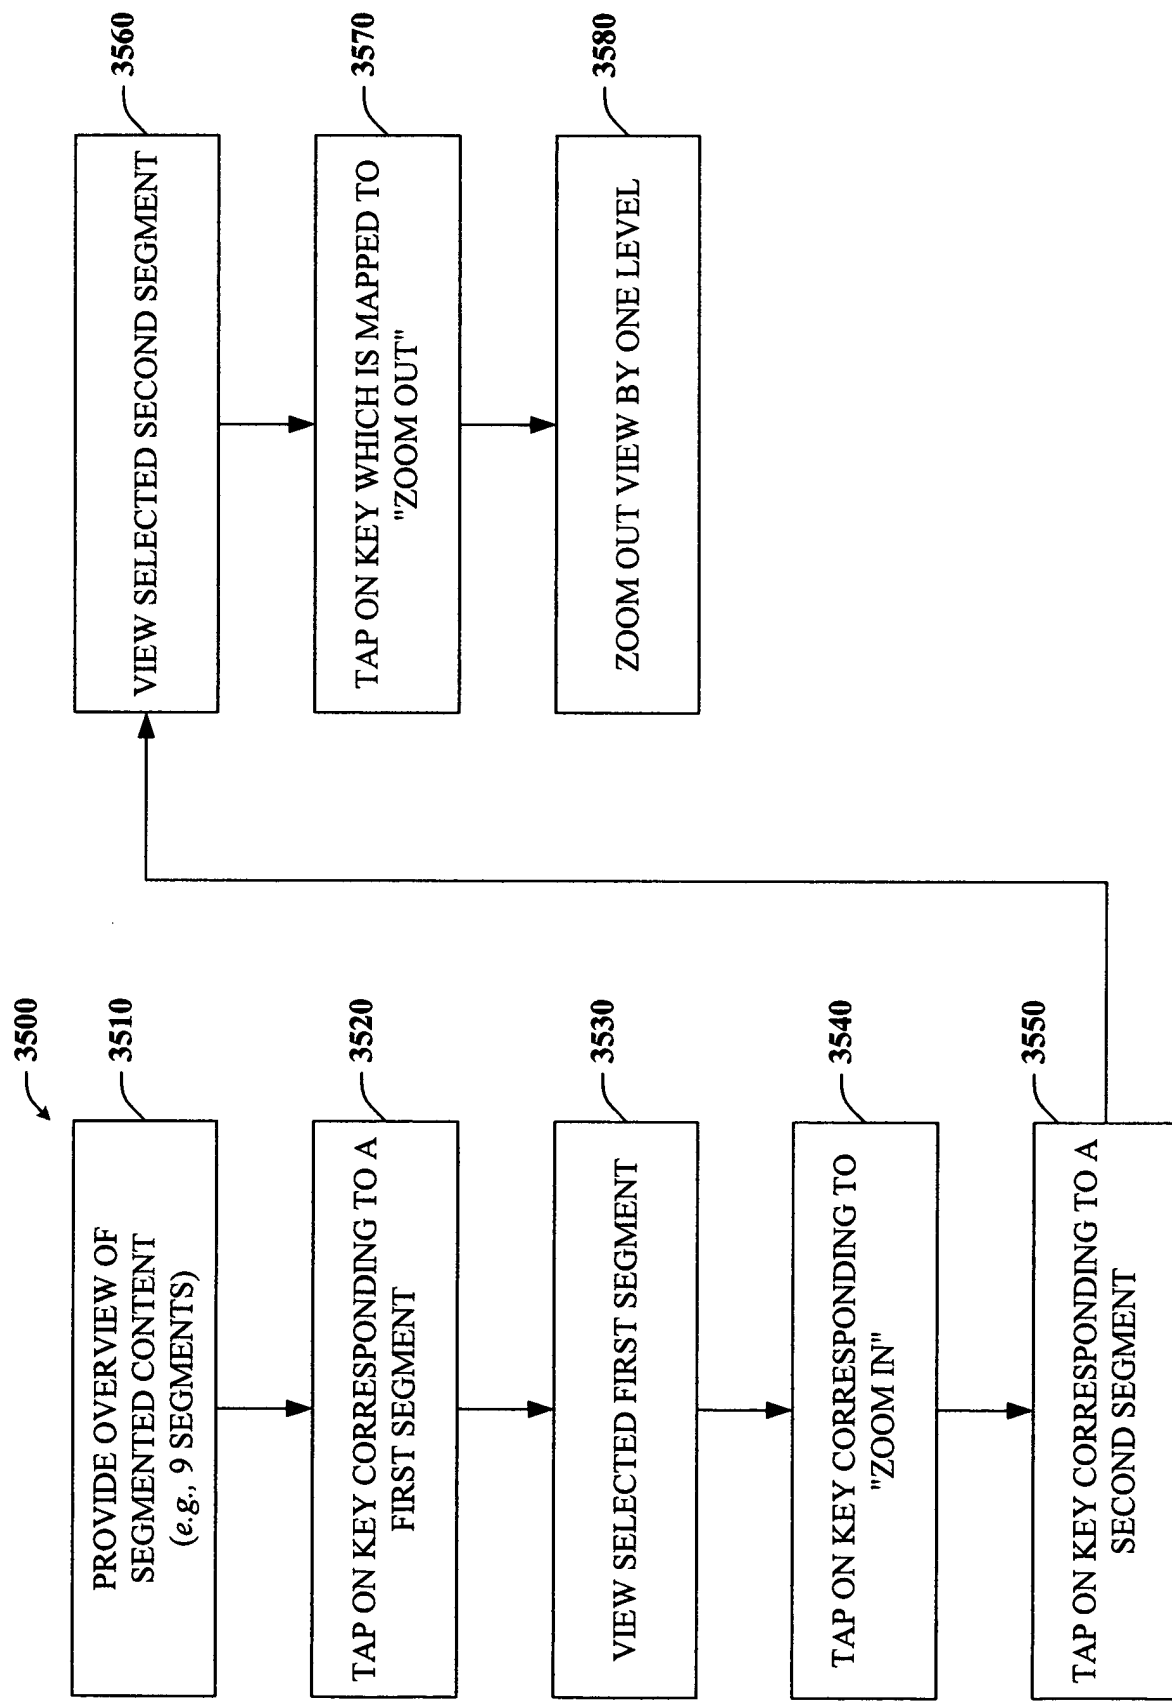 3500
3510
PROVIDE OVERVIEW OF
SEGMENTED CONTENT
(e.g., 9 SEGMENTS)
3520
TAP ON KEY CORRESPONDING TO A
FIRST SEGMENT
3530
VIEW SELECTED FIRST SEGMENT
3540
TAP ON KEY CORRESPONDING TO
"ZOOM IN"
3550
TAP ON KEY CORRESPONDING TO A
SECOND SEGMENT
3560
VIEW SELECTED SECOND SEGMENT
3570
TAP ON KEY WHICH IS MAPPED TO
"ZOOM OUT"
3580
ZOOM OUT VIEW BY ONE LEVEL